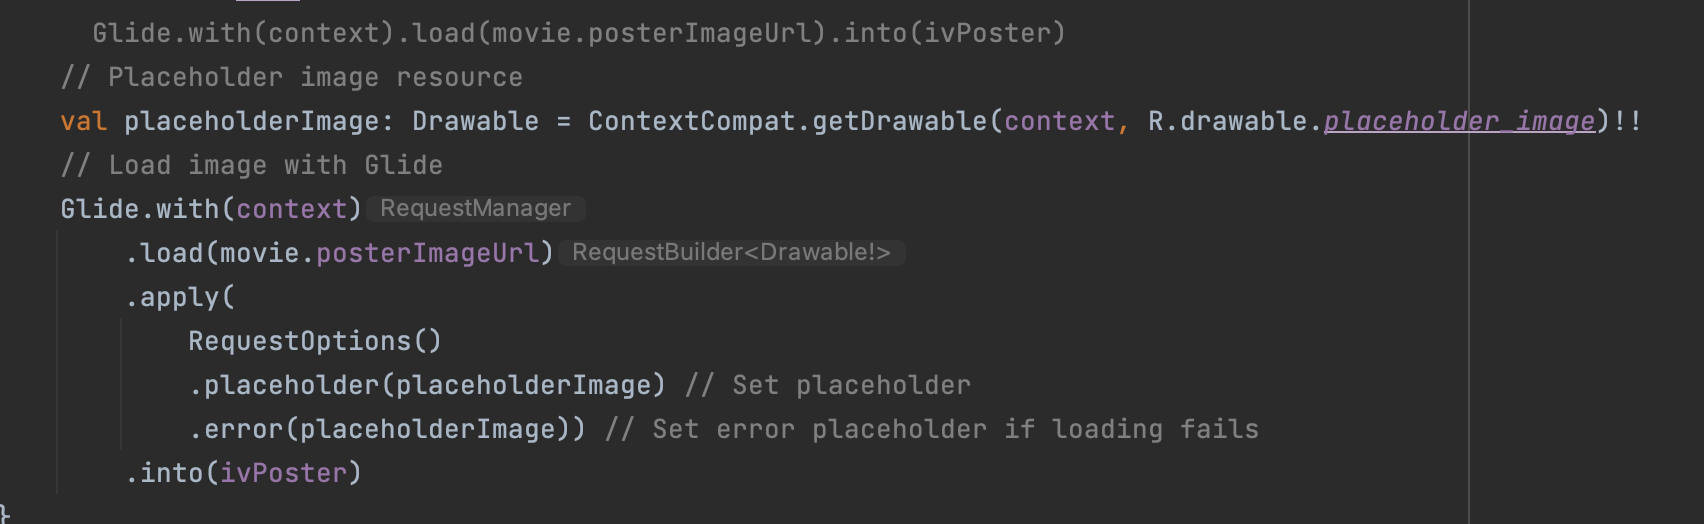 Glide.with(context).load(movie.posterImageUrl).into(ivPoster)
// Placeholder image resource
val placeholderImage: Drawable = ContextCompat.getDrawable(context, R.drawable.placeholder_image)!!
// Load image with Glide
Glide.with(context) RequestManager
.load(movie.posterImageUrl) RequestBuilder<Drawable!>
.apply(
RequestOptions()
.placeholder(placeholderImage) // Set placeholder
.error(placeholderImage)) // Set error placeholder if loading fails
.into(ivPoster)
}